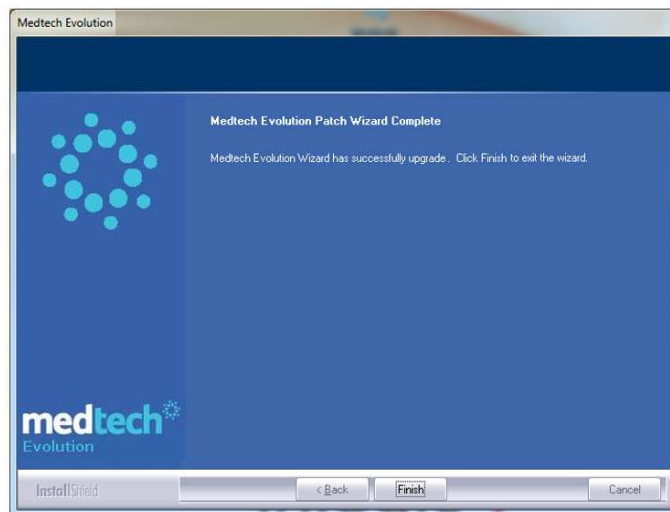 Medtech Evolution
Medtech Evolution Patch Wizard Complete
Medtech Evolution Wizard has successfully upgrade. Click Finish to exit the wizard.
medtech
Evolution
InstallShield
< Back
Finish
Cancel